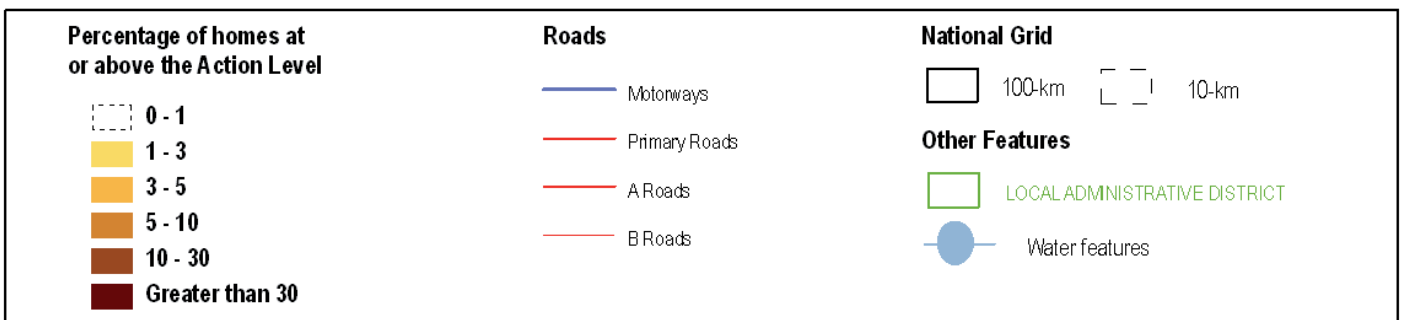 Percentage of homes at
or above the Action Level
0 - 1
1 - 3
3 - 5
5 - 10
10 - 30
Greater than 30
Roads
Motorways
Primary Roads
A Roads
B Roads
National Grid
100-km
10-km
Other Features
LOCAL ADMINISTRATIVE DISTRICT
Water features